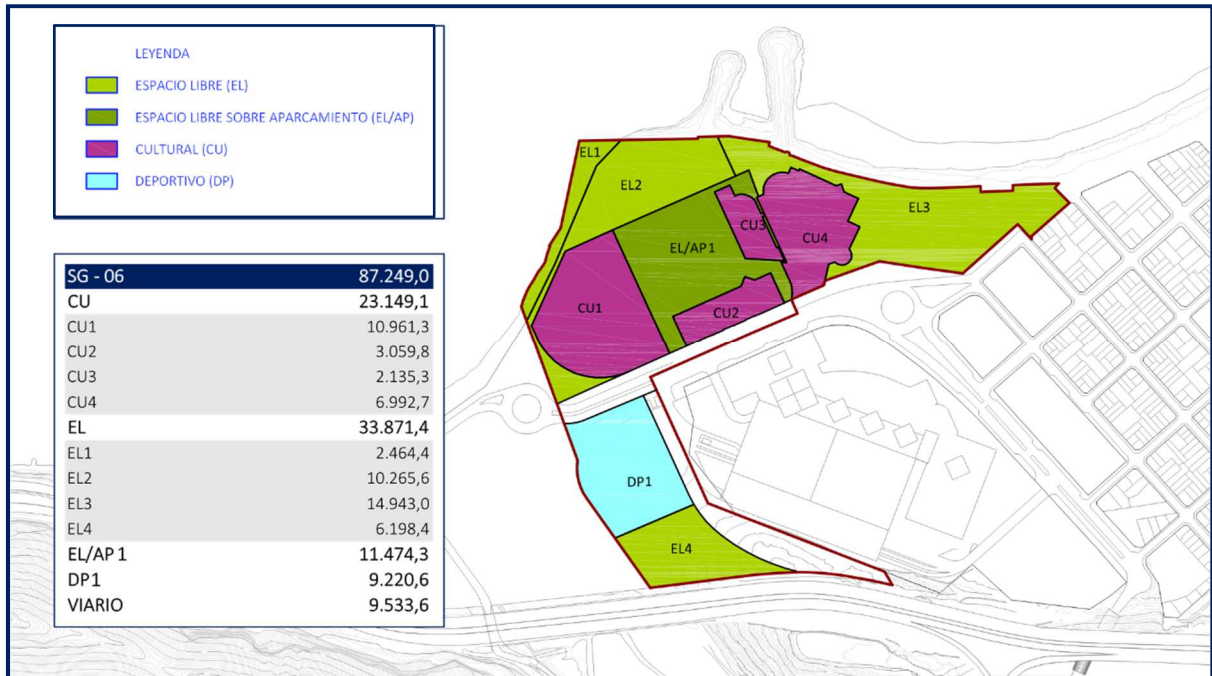 LEYENDA
ESPACIO LIBRE (EL)
ESPACIO LIBRE SOBRE APARCAMIENTO (EL/AP)
CULTURAL (CU)
DEPORTIVO (DP)
SG - 06 87.249,0
CU 23.149,1
CU1 10.961,3
CU2 3.059,8
CU3 2.135,3
CU4 6.992,7
EL 33.871,4
EL1 2.464,4
EL2 10.265,6
EL3 14.943,0
EL4 6.198,4
EL/AP 1 11.474,3
DP1 9.220,6
VIARIO 9.533,6
EL1
EL2
EL3
CU3
CU4
EL/AP 1
CU1
CU2
DP1
EL4